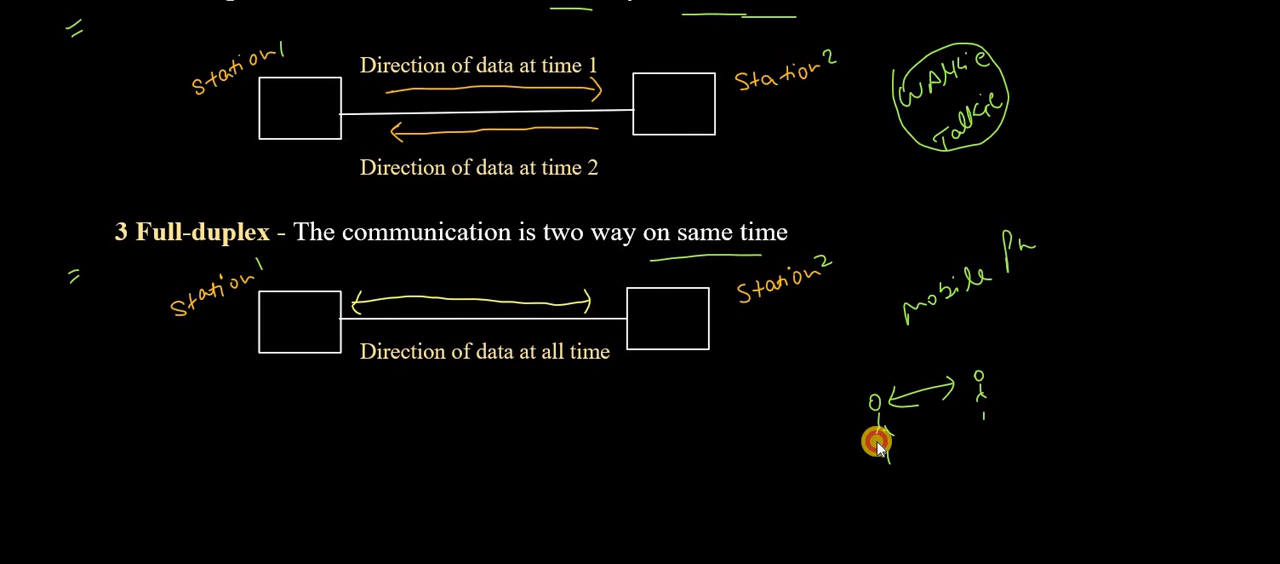 Station 1
Direction of data at time 1
Station 2
WAlkie
Talkie
Direction of data at time 2
3 Full-duplex - The communication is two way on same time
Station 1
Station 2
mobile Ph
Direction of data at all time